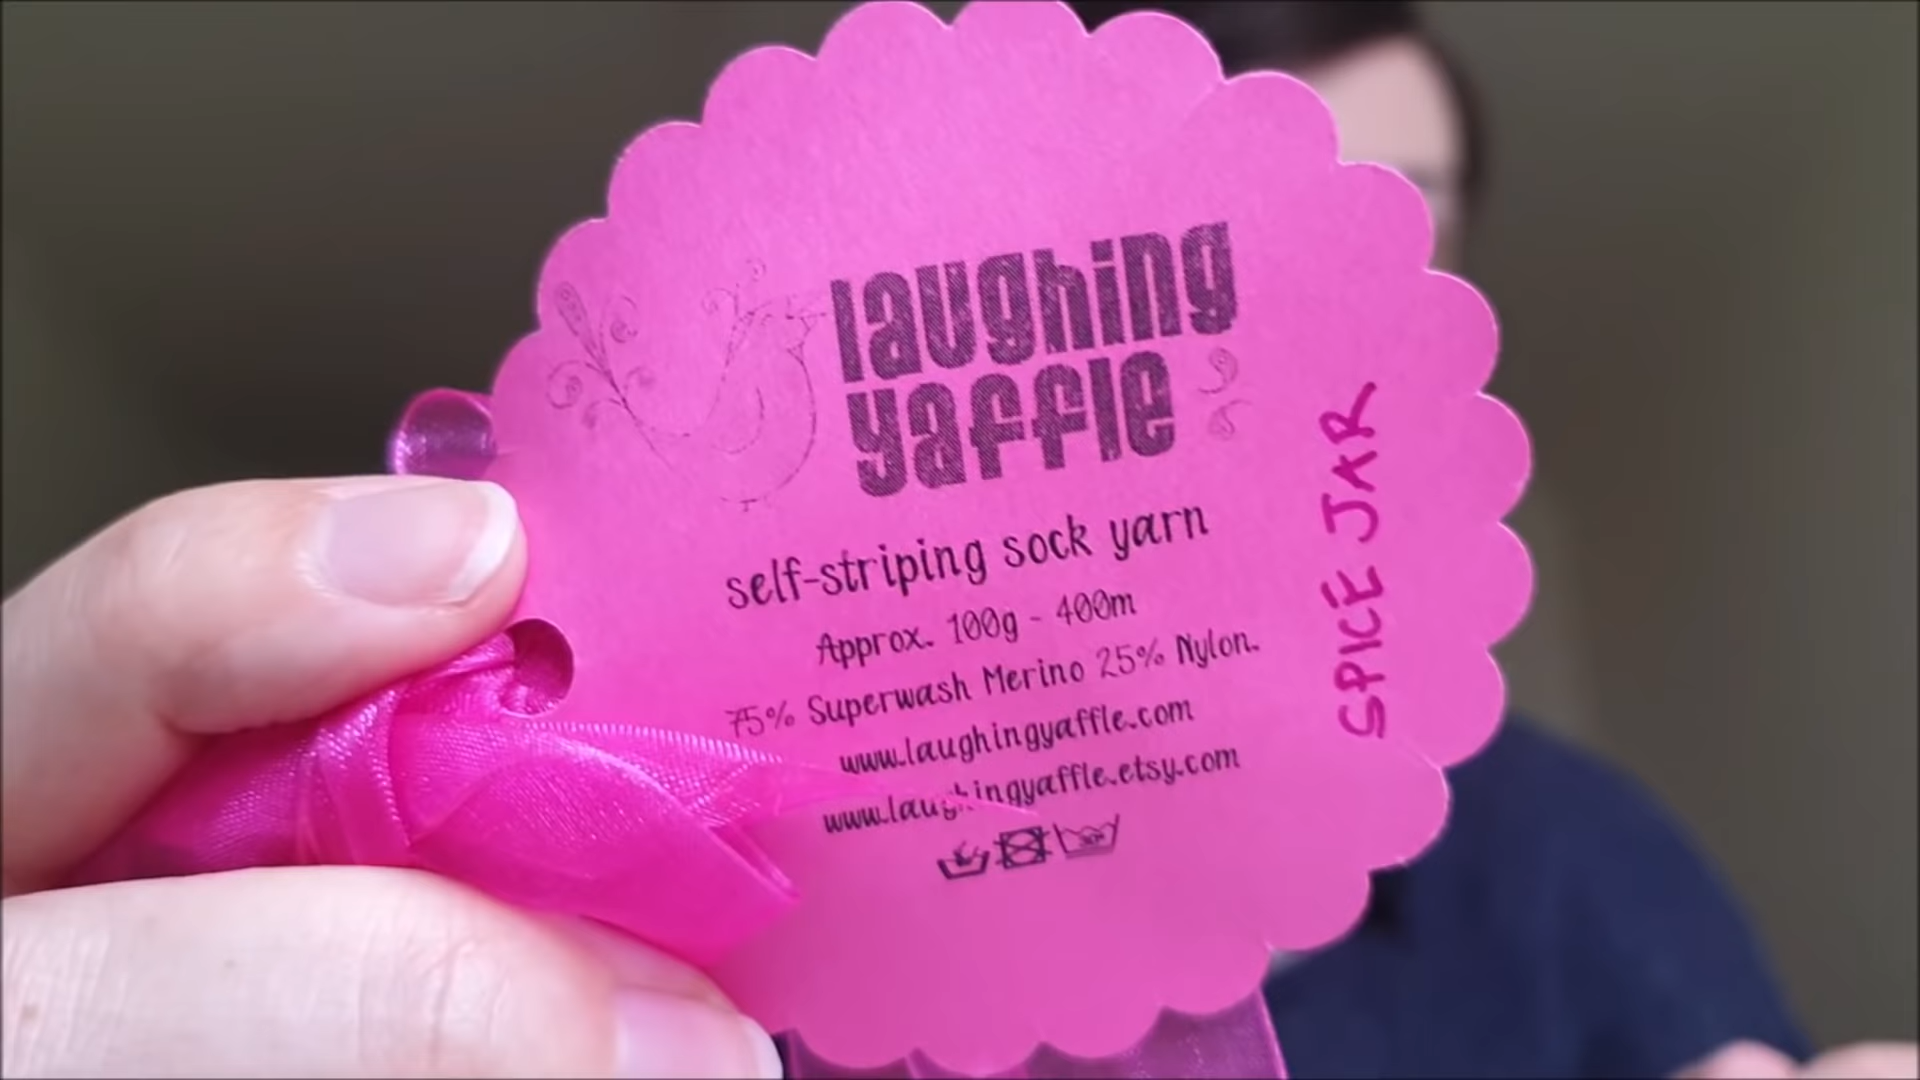 laughing
yaffle
self-striping sock yarn
Approx. 100g - 400m
75% Superwash Merino 25% Nylon.
www.laughingyaffle.com
www.laughingyaffle.etsy.com
SPICE JAR